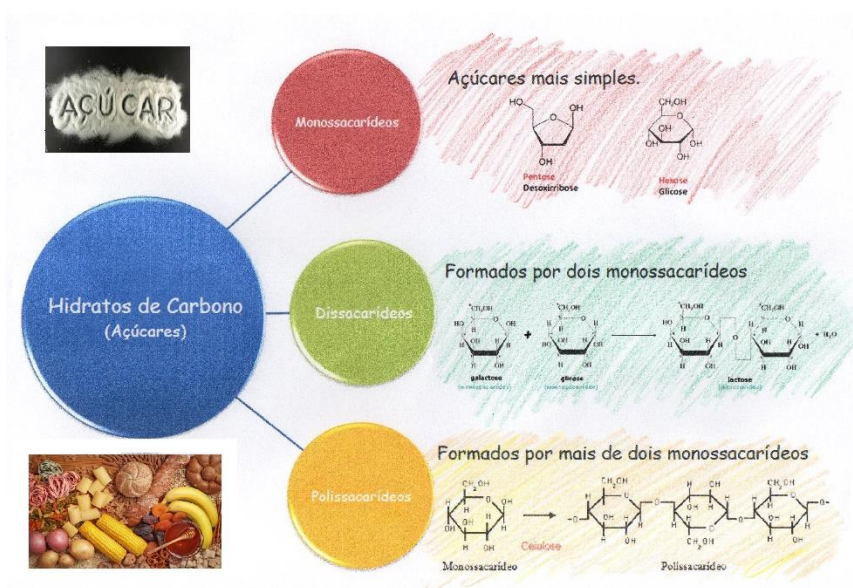 AÇÚCAR
Monossacarídeos
Açúcares mais simples.
HO
O
OH
OH
Pentose
Desoxirribose
CH₂OH
O
OH
HO
OH
OH
Hexose
Glicose
Hidratos de Carbono
(Açúcares)
Dissacarídeos
Formados por dois monossacarídeos
+
+ H₂O
galactose
glicose
lactose
Polissacarídeos
Formados por mais de dois monossacarídeos
CH₂OH
Celulose
Monossacarídeo
Polissacarídeo